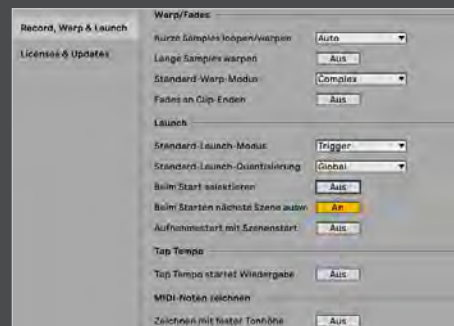 Record, Warp & Launch
Licenses & Updates
Warp/Fades
Kurze Samples loopen/warpen Auto
Lange Samples warpen Aus
Standard-Warp-Modus Complex
Fades an Clip-Enden Aus
Launch
Standard-Launch-Modus Trigger
Standard-Launch-Quantisierung Global
Beim Start selektieren Aus
Beim Starten nächste Szene ausw. An
Aufnahmestart mit Szenenstart Aus
Tap Tempo
Tap Tempo startet Wiedergabe Aus
MIDI-Noten zeichnen
Zeichnen mit fester Tonhöhe Aus